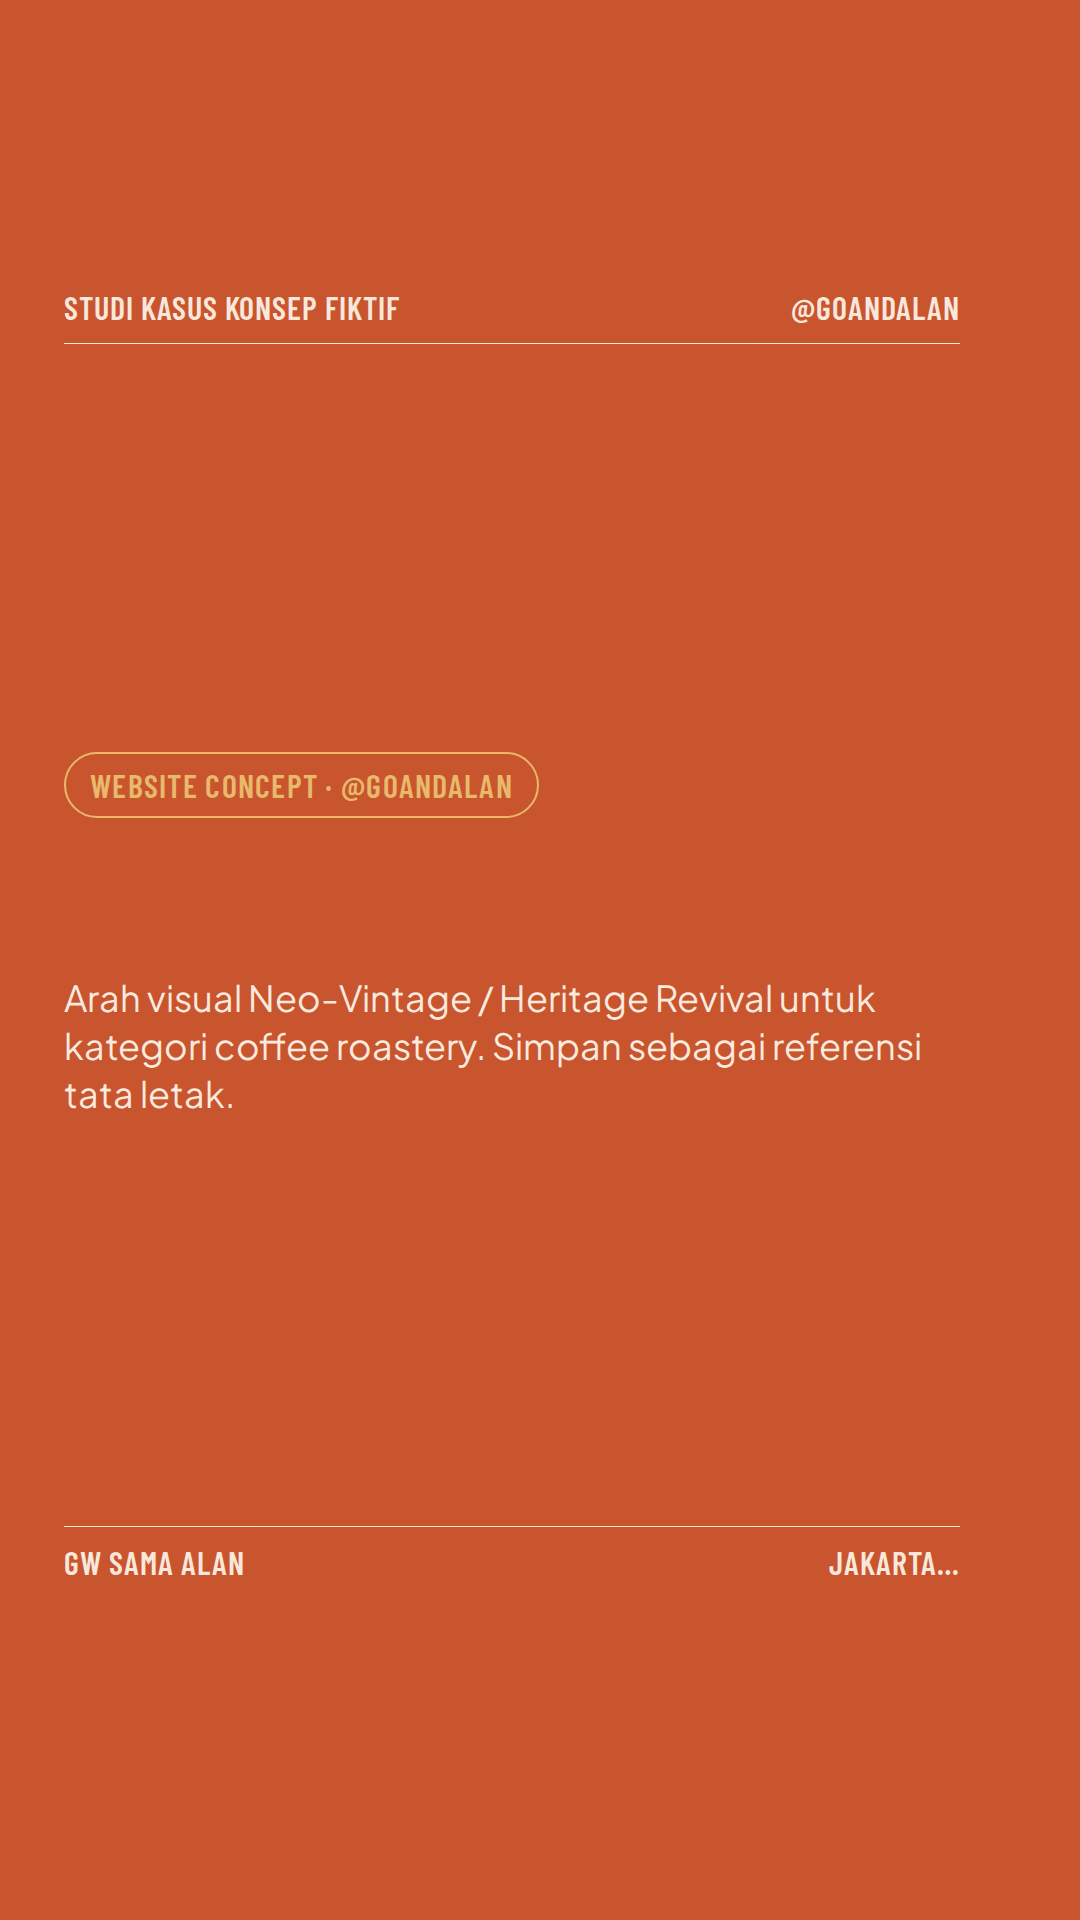 STUDI KASUS KONSEP FIKTIF
@GOANDALAN
WEBSITE CONCEPT · @GOANDALAN
Arah visual Neo-Vintage / Heritage Revival untuk
kategori coffee roastery. Simpan sebagai referensi
tata letak.
GW SAMA ALAN
JAKARTA...